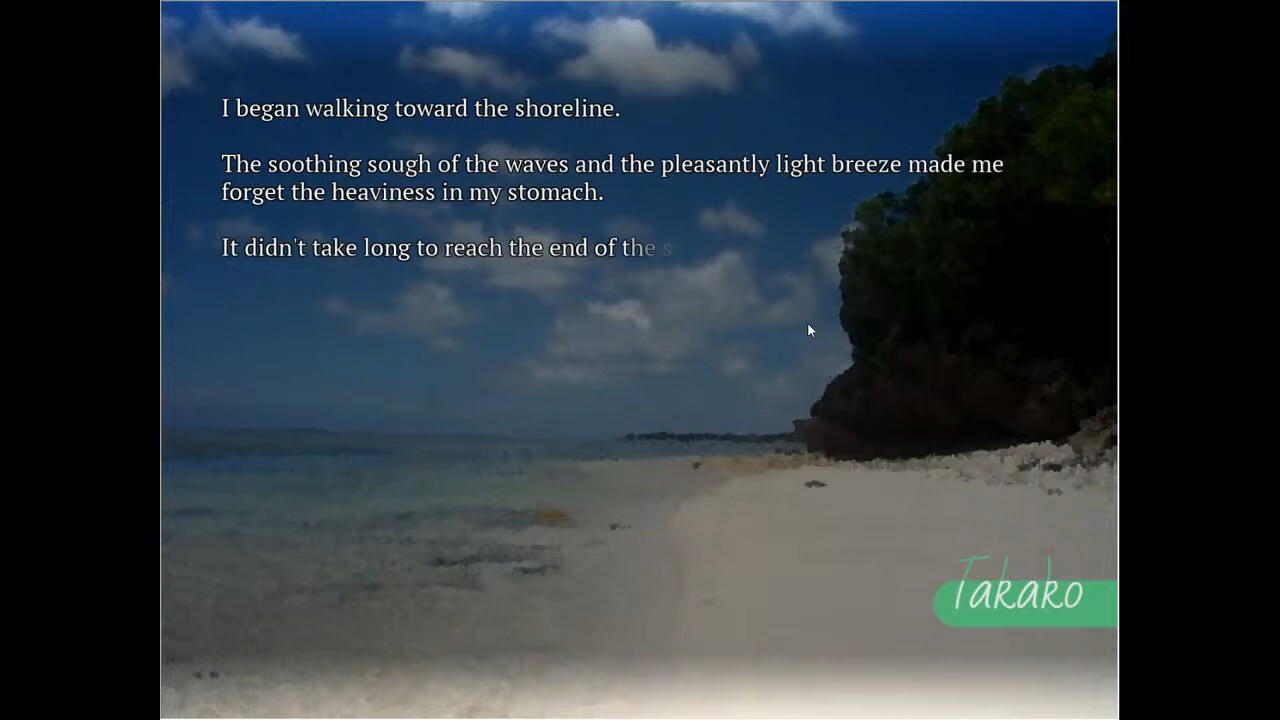 I began walking toward the shoreline.
The soothing sough of the waves and the pleasantly light breeze made me
forget the heaviness in my stomach.
It didn't take long to reach the end of the s
Takako